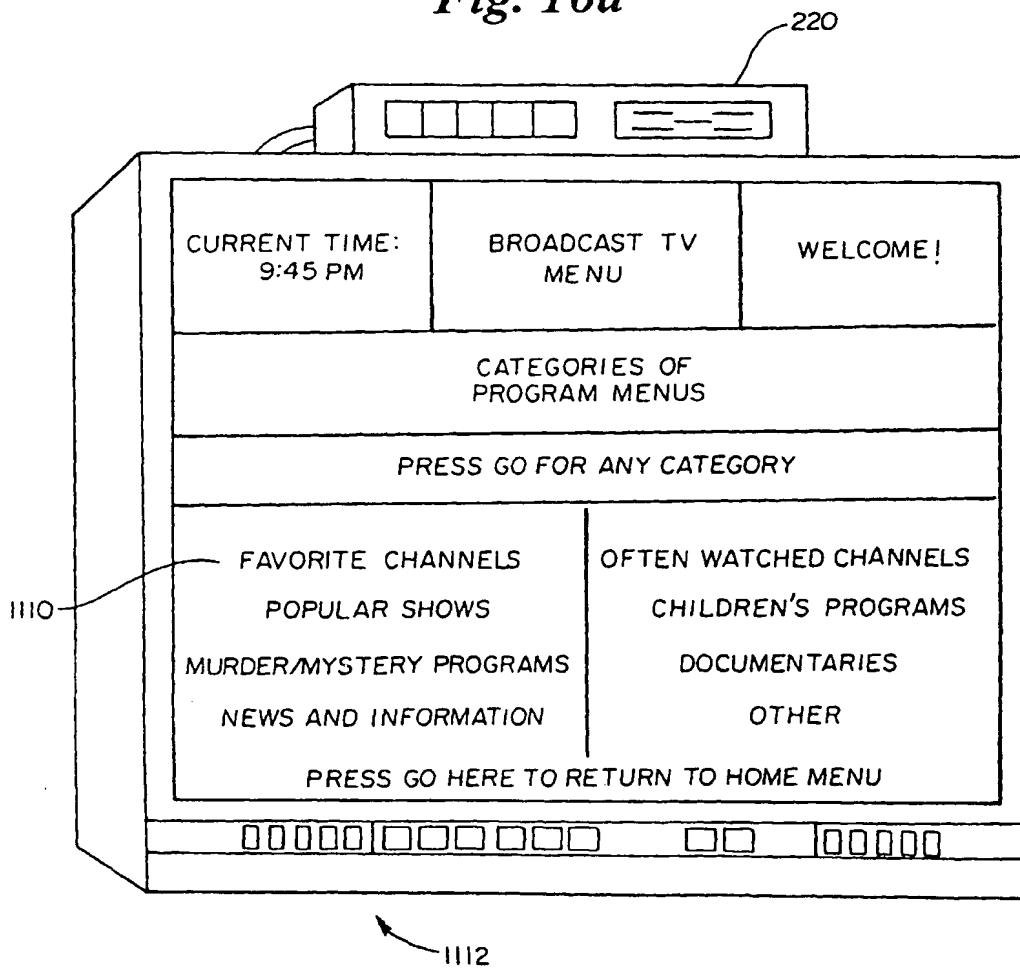 Fig. 16a
220
CURRENT TIME:
9:45 PM
BROADCAST TV
MENU
WELCOME!
CATEGORIES OF
PROGRAM MENUS
PRESS GO FOR ANY CATEGORY
FAVORITE CHANNELS
OFTEN WATCHED CHANNELS
1110
POPULAR SHOWS
CHILDREN'S PROGRAMS
MURDER/MYSTERY PROGRAMS
DOCUMENTARIES
NEWS AND INFORMATION
OTHER
PRESS GO HERE TO RETURN TO HOME MENU
1112